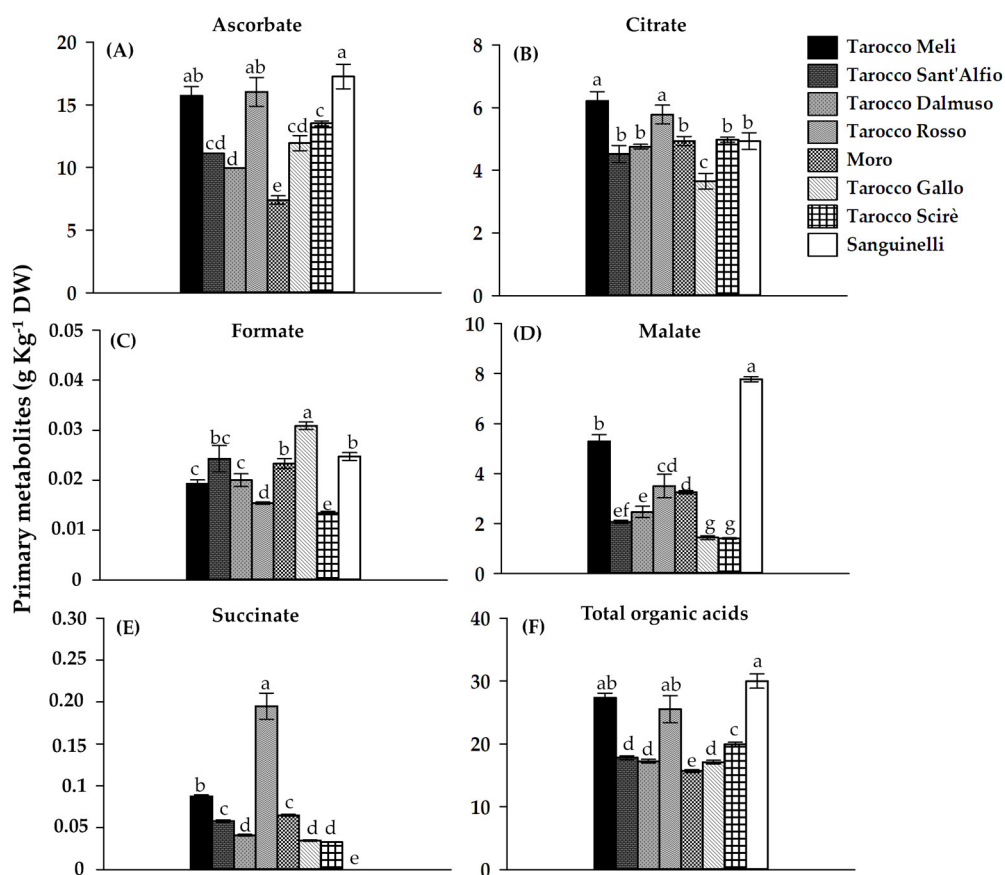 Primary metabolites (g Kg⁻¹ DW)
Ascorbate
(A)
20
15
10
5
0
ab
cd
d
ab
e
cd
c
a
Citrate
(B)
8
6
4
2
0
a
b
b
a
b
c
b
b
Tarocco Meli
Tarocco Sant'Alfio
Tarocco Dalmuso
Tarocco Rosso
Moro
Tarocco Gallo
Tarocco Scirè
Sanguinelli
Formate
(C)
0.05
0.04
0.03
0.02
0.01
0
c
bc
c
d
b
a
e
b
Malate
(D)
10
8
6
4
2
0
b
ef
e
cd
d
g
g
a
Succinate
(E)
0.30
0.25
0.20
0.15
0.1
0.05
0
b
c
d
a
c
d
d
e
Total organic acids
(F)
40
30
20
10
0
ab
d
d
ab
e
d
c
a